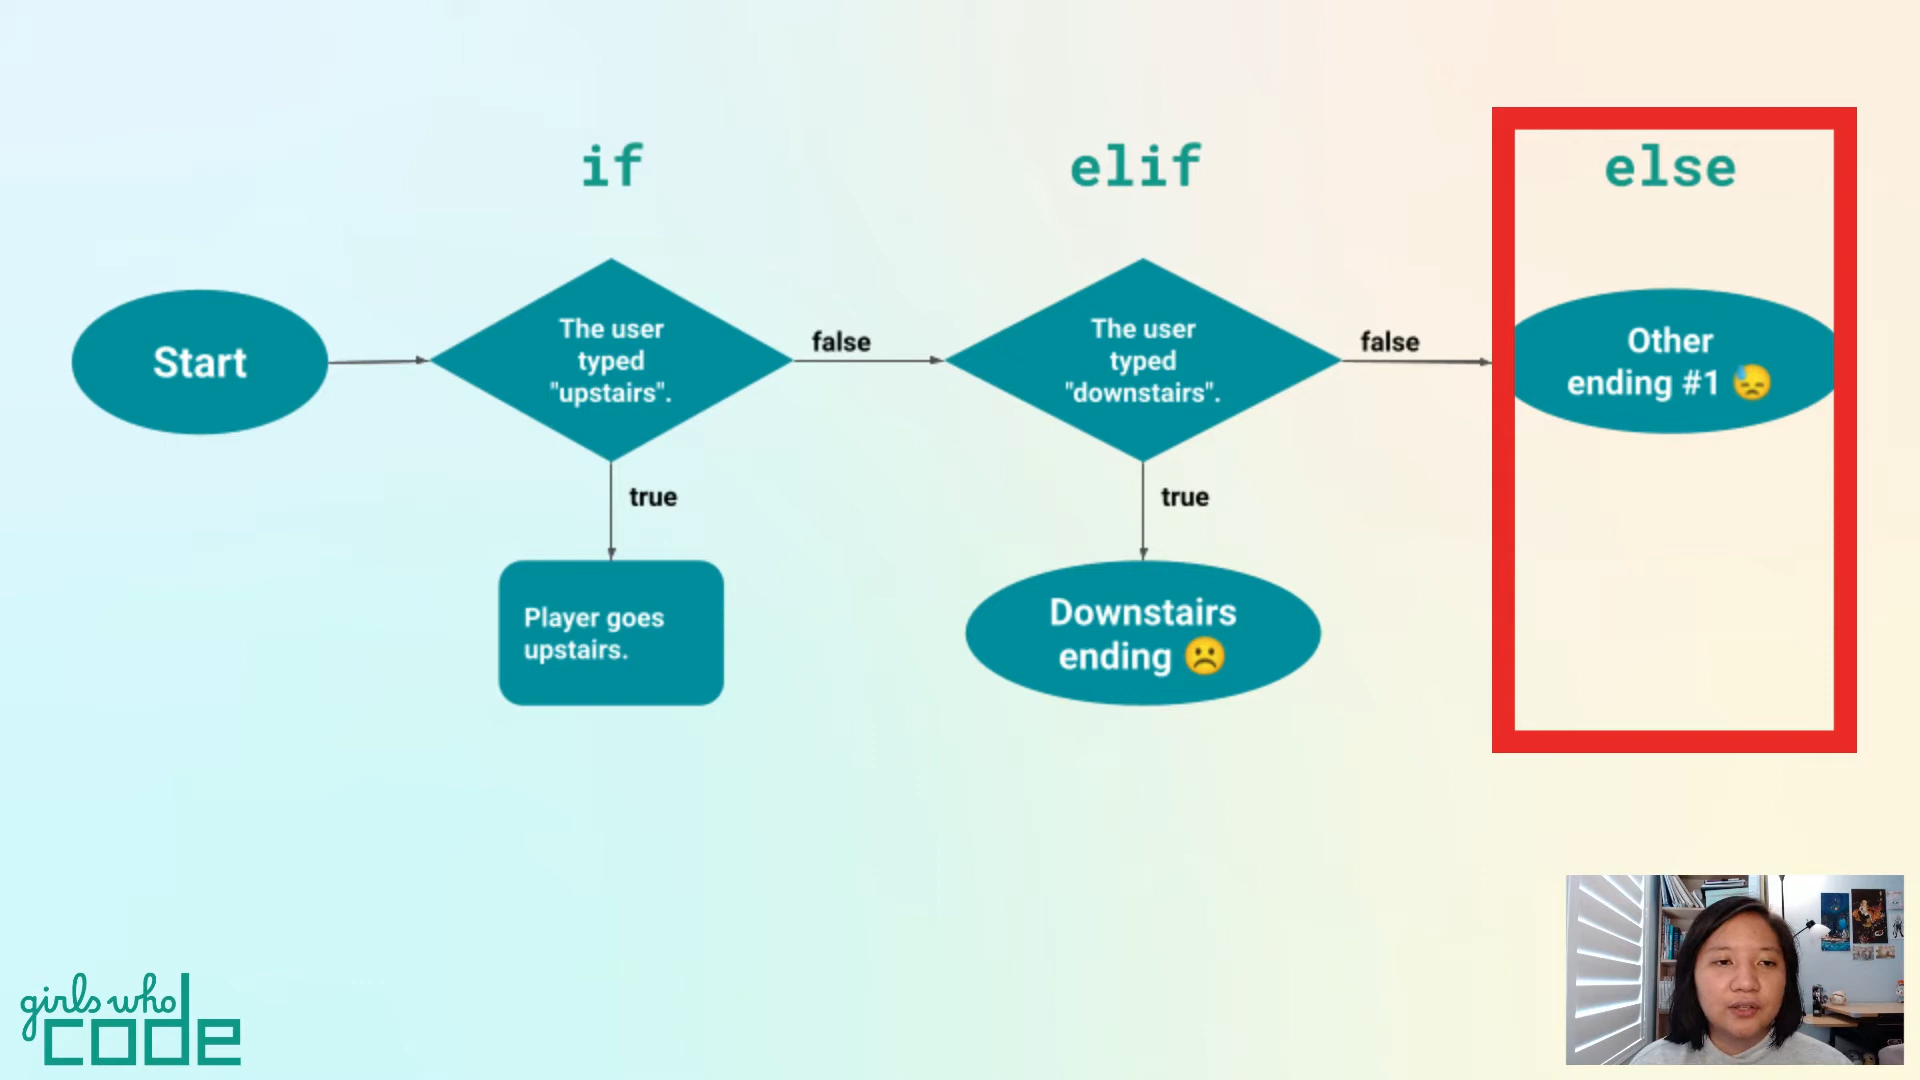 if
elif
else
Start
The user
typed
"upstairs".
false
The user
typed
"downstairs".
false
Other
ending #1 😓
true
true
Player goes
upstairs.
Downstairs
ending ☹️
girls who
code